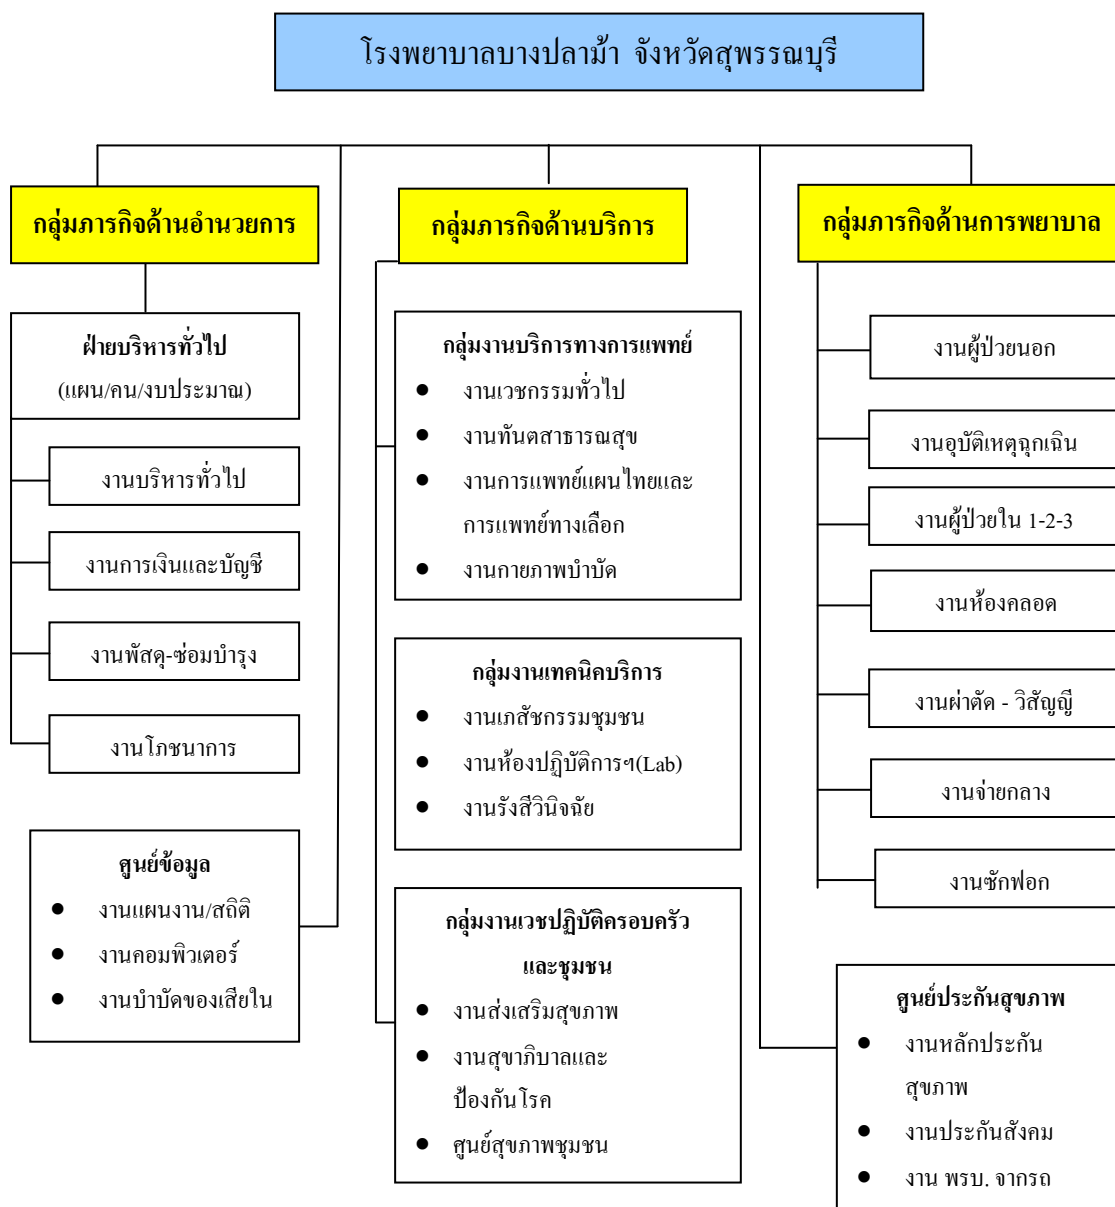 โรงพยาบาลบางปลาม้า จังหวัดสุพรรณบุรี
กลุ่มภารกิจด้านอำนวยการ
ฝ่ายบริหารทั่วไป
(แผน/คน/งบประมาณ)
งานบริหารทั่วไป
งานการเงินและบัญชี
งานพัสดุ-ซ่อมบำรุง
งานโภชนาการ
ศูนย์ข้อมูล
● งานแผนงาน/สถิติ
● งานคอมพิวเตอร์
● งานบำบัดของเสียใน
กลุ่มภารกิจด้านบริการ
กลุ่มงานบริการทางการแพทย์
● งานเวชกรรมทั่วไป
● งานทันตสาธารณสุข
● งานการแพทย์แผนไทยและ
การแพทย์ทางเลือก
● งานกายภาพบำบัด
กลุ่มงานเทคนิคบริการ
● งานเภสัชกรรมชุมชน
● งานห้องปฏิบัติการฯ(Lab)
● งานรังสีวินิจฉัย
กลุ่มงานเวชปฏิบัติครอบครัว
และชุมชน
● งานส่งเสริมสุขภาพ
● งานสุขาภิบาลและ
ป้องกันโรค
● ศูนย์สุขภาพชุมชน
กลุ่มภารกิจด้านการพยาบาล
งานผู้ป่วยนอก
งานอุบัติเหตุฉุกเฉิน
งานผู้ป่วยใน 1-2-3
งานห้องคลอด
งานผ่าตัด - วิสัญญี
งานจ่ายกลาง
งานซักฟอก
ศูนย์ประกันสุขภาพ
● งานหลักประกัน
สุขภาพ
● งานประกันสังคม
● งาน พรบ. จากรถ